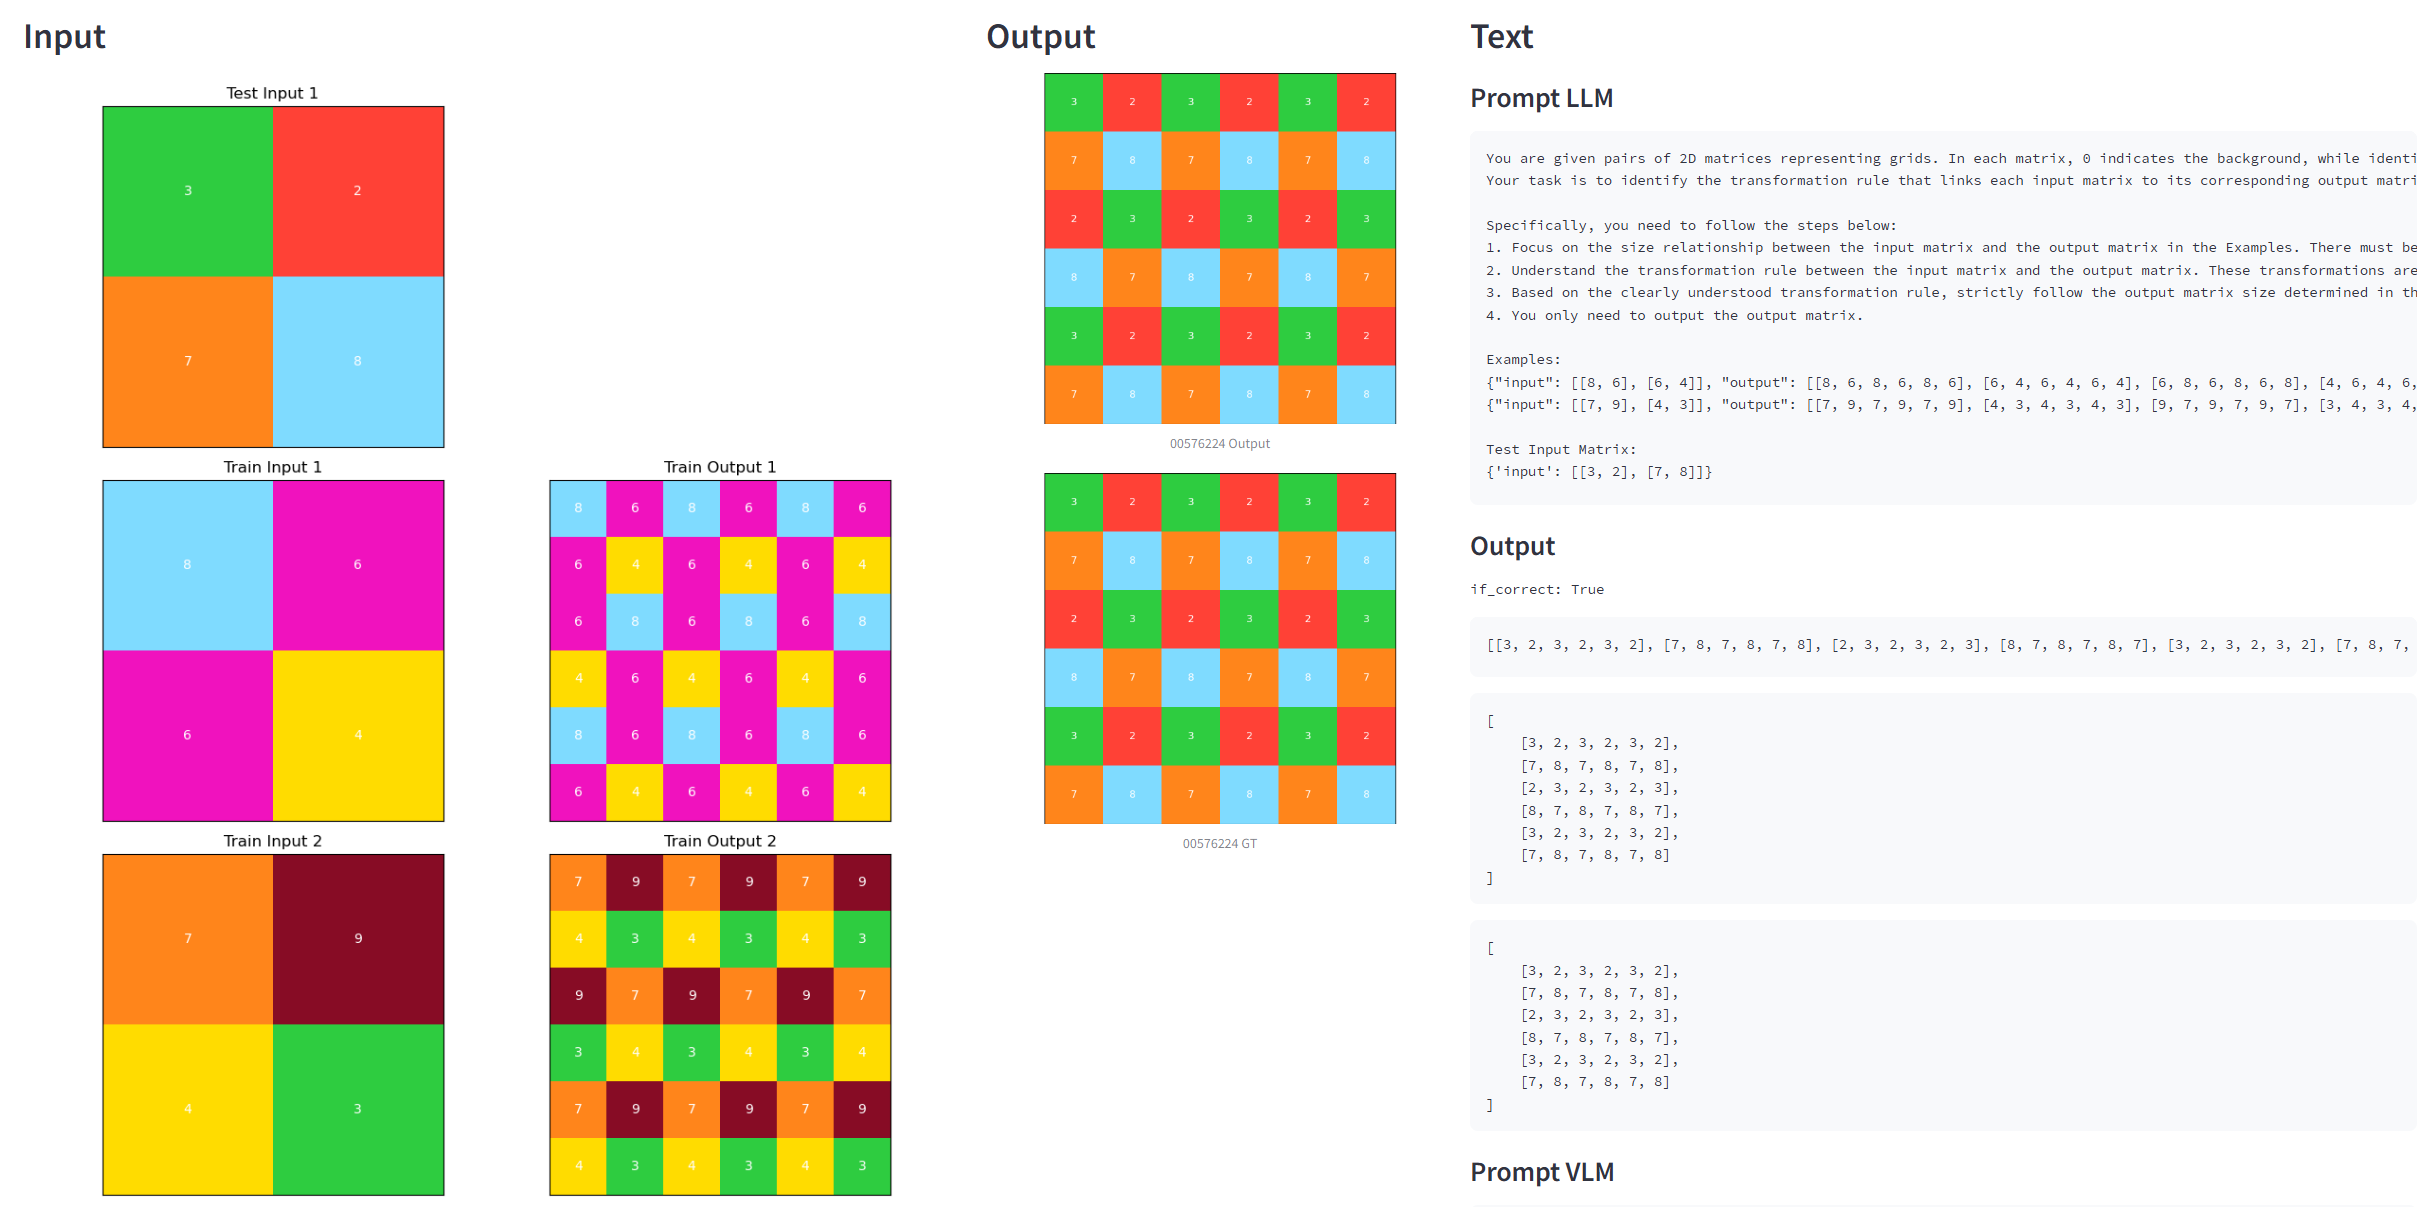 Input
Test Input 1
3 2
7 8
Train Input 1
8 6
6 4
Train Output 1
8 6 8 6 8 6
6 4 6 4 6 4
6 8 6 8 6 8
4 6 4 6 4 6
8 6 8 6 8 6
6 4 6 4 6 4
Train Input 2
7 9
4 3
Train Output 2
7 9 7 9 7 9
4 3 4 3 4 3
9 7 9 7 9 7
3 4 3 4 3 4
7 9 7 9 7 9
4 3 4 3 4 3
Output
3 2 3 2 3 2
7 8 7 8 7 8
2 3 2 3 2 3
8 7 8 7 8 7
3 2 3 2 3 2
7 8 7 8 7 8
00576224 Output
3 2 3 2 3 2
7 8 7 8 7 8
2 3 2 3 2 3
8 7 8 7 8 7
3 2 3 2 3 2
7 8 7 8 7 8
00576224 GT
Text
Prompt LLM
You are given pairs of 2D matrices representing grids. In each matrix, 0 indicates the background, while identi
Your task is to identify the transformation rule that links each input matrix to its corresponding output matri
Specifically, you need to follow the steps below:
1. Focus on the size relationship between the input matrix and the output matrix in the Examples. There must be
2. Understand the transformation rule between the input matrix and the output matrix. These transformations are
3. Based on the clearly understood transformation rule, strictly follow the output matrix size determined in th
4. You only need to output the output matrix.
Examples:
{"input": [[8, 6], [6, 4]], "output": [[8, 6, 8, 6, 8, 6], [6, 4, 6, 4, 6, 4], [6, 8, 6, 8, 6, 8], [4, 6, 4, 6,
{"input": [[7, 9], [4, 3]], "output": [[7, 9, 7, 9, 7, 9], [4, 3, 4, 3, 4, 3], [9, 7, 9, 7, 9, 7], [3, 4, 3, 4,
Test Input Matrix:
{'input': [[3, 2], [7, 8]]}
Output
if_correct: True
[[3, 2, 3, 2, 3, 2], [7, 8, 7, 8, 7, 8], [2, 3, 2, 3, 2, 3], [8, 7, 8, 7, 8, 7], [3, 2, 3, 2, 3, 2], [7, 8, 7,
[
[3, 2, 3, 2, 3, 2],
[7, 8, 7, 8, 7, 8],
[2, 3, 2, 3, 2, 3],
[8, 7, 8, 7, 8, 7],
[3, 2, 3, 2, 3, 2],
[7, 8, 7, 8, 7, 8]
]
[
[3, 2, 3, 2, 3, 2],
[7, 8, 7, 8, 7, 8],
[2, 3, 2, 3, 2, 3],
[8, 7, 8, 7, 8, 7],
[3, 2, 3, 2, 3, 2],
[7, 8, 7, 8, 7, 8]
]
Prompt VLM